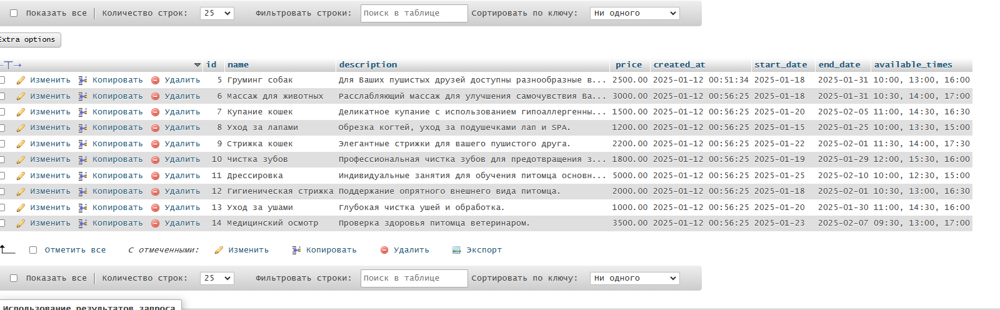 Показать все Количество строк: 25 Фильтровать строки: Поиск в таблице Сортировать по ключу: Ни одного
Extra options
←T→ id name description price created_at start_date end_date available_times
Изменить Копировать Удалить 5 Груминг собак Для Ваших пушистых друзей доступны разнообразные в... 2500.00 2025-01-12 00:51:34 2025-01-18 2025-01-31 10:00, 13:00, 16:00
Изменить Копировать Удалить 6 Массаж для животных Расслабляющий массаж для улучшения самочувствия Ва... 3000.00 2025-01-12 00:56:25 2025-01-18 2025-01-31 10:30, 14:00, 17:00
Изменить Копировать Удалить 7 Купание кошек Деликатное купание с использованием гипоаллергенны... 1500.00 2025-01-12 00:56:25 2025-01-20 2025-02-05 11:00, 14:30, 16:30
Изменить Копировать Удалить 8 Уход за лапами Обрезка когтей, уход за подушечками лап и SPA. 1200.00 2025-01-12 00:56:25 2025-01-15 2025-01-25 10:00, 13:30, 15:00
Изменить Копировать Удалить 9 Стрижка кошек Элегантные стрижки для вашего пушистого друга. 2200.00 2025-01-12 00:56:25 2025-01-22 2025-02-01 11:30, 14:00, 17:30
Изменить Копировать Удалить 10 Чистка зубов Профессиональная чистка зубов для предотвращения з... 1800.00 2025-01-12 00:56:25 2025-01-19 2025-01-29 12:00, 15:30, 16:00
Изменить Копировать Удалить 11 Дрессировка Индивидуальные занятия для обучения питомца основн... 5000.00 2025-01-12 00:56:25 2025-01-25 2025-02-10 10:00, 12:30, 15:00
Изменить Копировать Удалить 12 Гигиеническая стрижка Поддержание опрятного внешнего вида питомца. 2000.00 2025-01-12 00:56:25 2025-01-18 2025-02-01 10:30, 13:00, 16:30
Изменить Копировать Удалить 13 Уход за ушами Глубокая чистка ушей и обработка. 1000.00 2025-01-12 00:56:25 2025-01-20 2025-01-30 11:00, 14:30, 16:00
Изменить Копировать Удалить 14 Медицинский осмотр Проверка здоровья питомца ветеринаром. 3500.00 2025-01-12 00:56:25 2025-01-23 2025-02-07 09:30, 13:00, 17:00
Отметить все С отмеченными: Изменить Копировать Удалить Экспорт
Показать все Количество строк: 25 Фильтровать строки: Поиск в таблице Сортировать по ключу: Ни одного
Использование результатов запроса